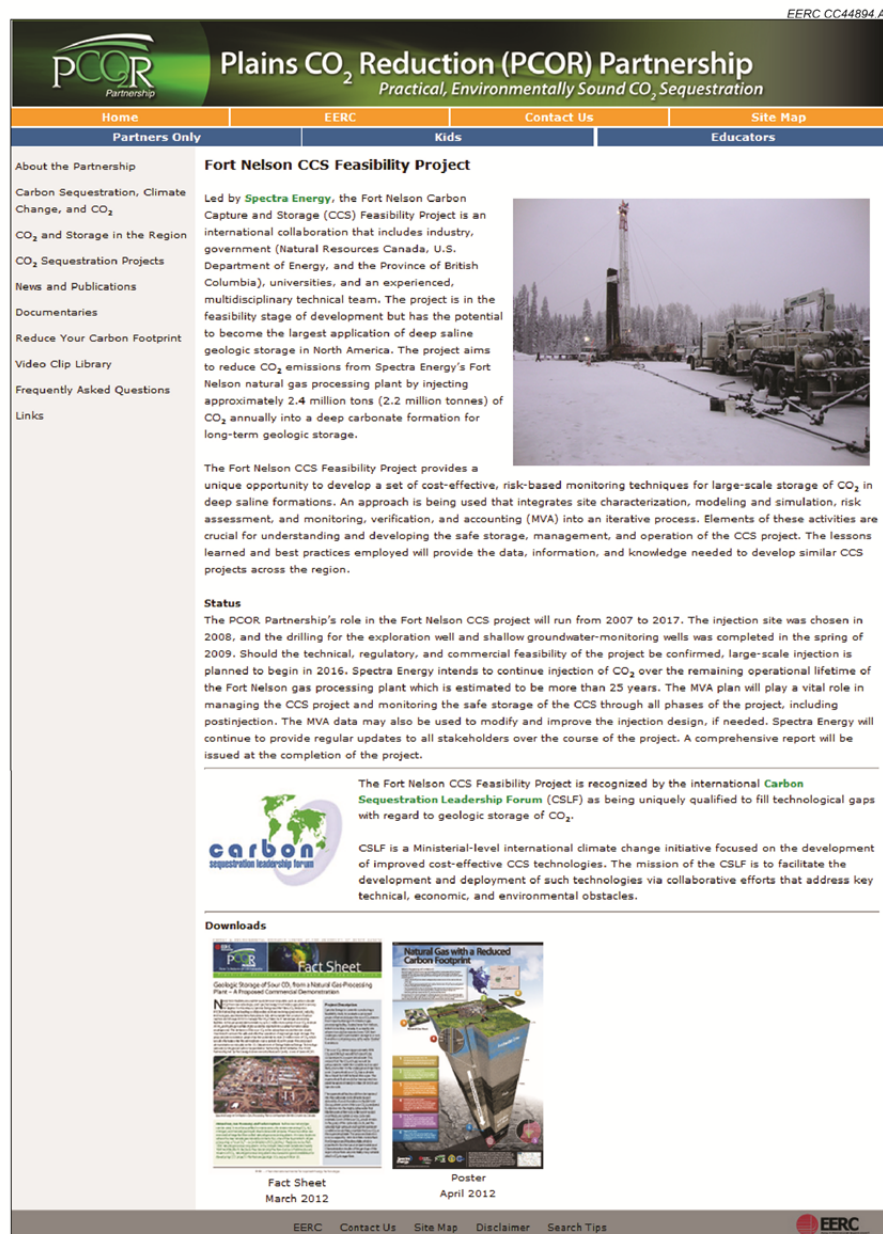 EERC CC44894.A
PCO2R
Partnership
Plains CO2 Reduction (PCOR) Partnership
Practical, Environmentally Sound CO2 Sequestration
Home EERC Contact Us Site Map
Partners Only Kids Educators
About the Partnership
Carbon Sequestration, Climate
Change, and CO2
CO2 and Storage in the Region
CO2 Sequestration Projects
News and Publications
Documentaries
Reduce Your Carbon Footprint
Video Clip Library
Frequently Asked Questions
Links
Fort Nelson CCS Feasibility Project
Led by Spectra Energy, the Fort Nelson Carbon
Capture and Storage (CCS) Feasibility Project is an
international collaboration that includes industry,
government (Natural Resources Canada, U.S.
Department of Energy, and the Province of British
Columbia), universities, and an experienced,
multidisciplinary technical team. The project is in the
feasibility stage of development but has the potential
to become the largest application of deep saline
geologic storage in North America. The project aims
to reduce CO2 emissions from Spectra Energy's Fort
Nelson natural gas processing plant by injecting
approximately 2.4 million tons (2.2 million tonnes) of
CO2 annually into a deep carbonate formation for
long-term geologic storage.
The Fort Nelson CCS Feasibility Project provides a
unique opportunity to develop a set of cost-effective, risk-based monitoring techniques for large-scale storage of CO2 in
deep saline formations. An approach is being used that integrates site characterization, modeling and simulation, risk
assessment, and monitoring, verification, and accounting (MVA) into an iterative process. Elements of these activities are
crucial for understanding and developing the safe storage, management, and operation of the CCS project. The lessons
learned and best practices employed will provide the data, information, and knowledge needed to develop similar CCS
projects across the region.
Status
The PCOR Partnership's role in the Fort Nelson CCS project will run from 2007 to 2017. The injection site was chosen in
2008, and the drilling for the exploration well and shallow groundwater-monitoring wells was completed in the spring of
2009. Should the technical, regulatory, and commercial feasibility of the project be confirmed, large-scale injection is
planned to begin in 2016. Spectra Energy intends to continue injection of CO2 over the remaining operational lifetime of
the Fort Nelson gas processing plant which is estimated to be more than 25 years. The MVA plan will play a vital role in
managing the CCS project and monitoring the safe storage of the CCS through all phases of the project, including
postinjection. The MVA data may also be used to modify and improve the injection design, if needed. Spectra Energy will
continue to provide regular updates to all stakeholders over the course of the project. A comprehensive report will be
issued at the completion of the project.
carbon
sequestration leadership forum
The Fort Nelson CCS Feasibility Project is recognized by the international Carbon
Sequestration Leadership Forum (CSLF) as being uniquely qualified to fill technological gaps
with regard to geologic storage of CO2.
CSLF is a Ministerial-level international climate change initiative focused on the development
of improved cost-effective CCS technologies. The mission of the CSLF is to facilitate the
development and deployment of such technologies via collaborative efforts that address key
technical, economic, and environmental obstacles.
Downloads
Fact Sheet
Geologic Storage of Sour CO2 from a Natural Gas-Processing
Plant – A Proposed Commercial Demonstration
Natural Gas with a Reduced
Carbon Footprint
Fact Sheet
March 2012
Poster
April 2012
EERC Contact Us Site Map Disclaimer Search Tips
EERC